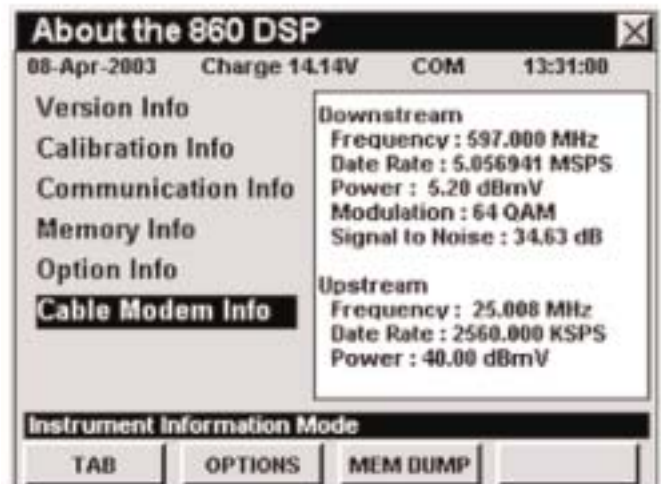 About the 860 DSP
08-Apr-2003 Charge 14.14V COM 13:31:00
Version Info
Calibration Info
Communication Info
Memory Info
Option Info
Cable Modem Info
Downstream
Frequency : 597.000 MHz
Date Rate : 5.056941 MSPS
Power : 5.20 dBmV
Modulation : 64 QAM
Signal to Noise : 34.63 dB
Upstream
Frequency : 25.008 MHz
Date Rate : 2560.000 KSPS
Power : 40.00 dBmV
Instrument Information Mode
TAB OPTIONS MEM DUMP